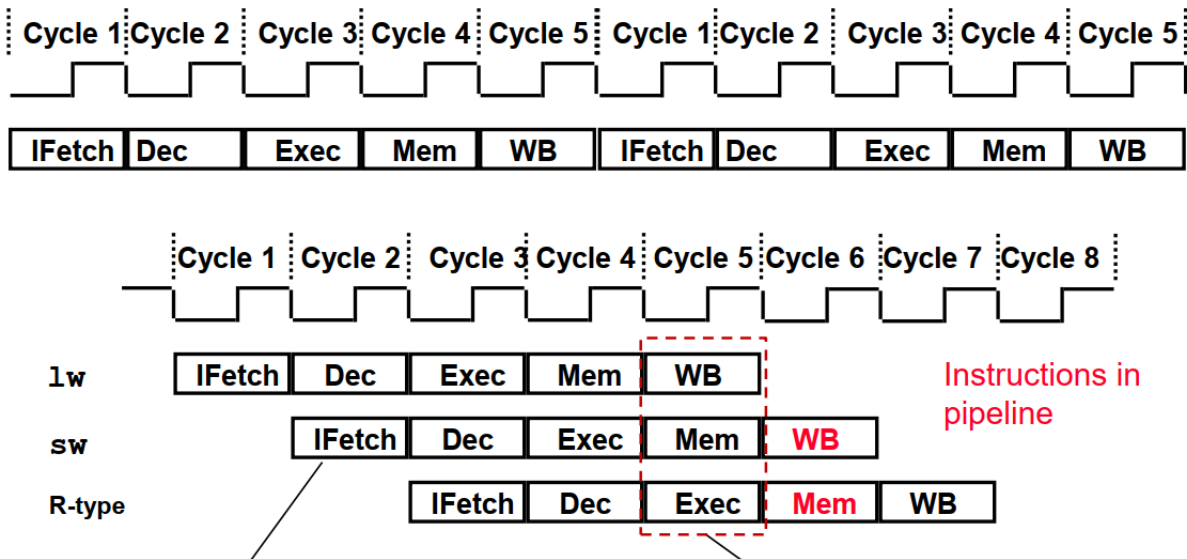 Cycle 1 Cycle 2 Cycle 3 Cycle 4 Cycle 5 Cycle 1 Cycle 2 Cycle 3 Cycle 4 Cycle 5
IFetch Dec Exec Mem WB IFetch Dec Exec Mem WB
Cycle 1 Cycle 2 Cycle 3 Cycle 4 Cycle 5 Cycle 6 Cycle 7 Cycle 8
lw IFetch Dec Exec Mem WB
Instructions in
pipeline
sw IFetch Dec Exec Mem WB
R-type IFetch Dec Exec Mem WB